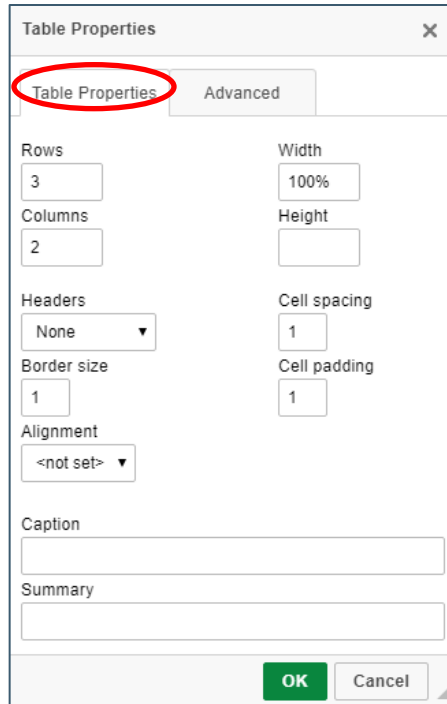 Table Properties
Table Properties Advanced
Rows Width
3 100%
Columns Height
2
Headers Cell spacing
None 1
Border size Cell padding
1 1
Alignment
<not set>
Caption
Summary
OK Cancel